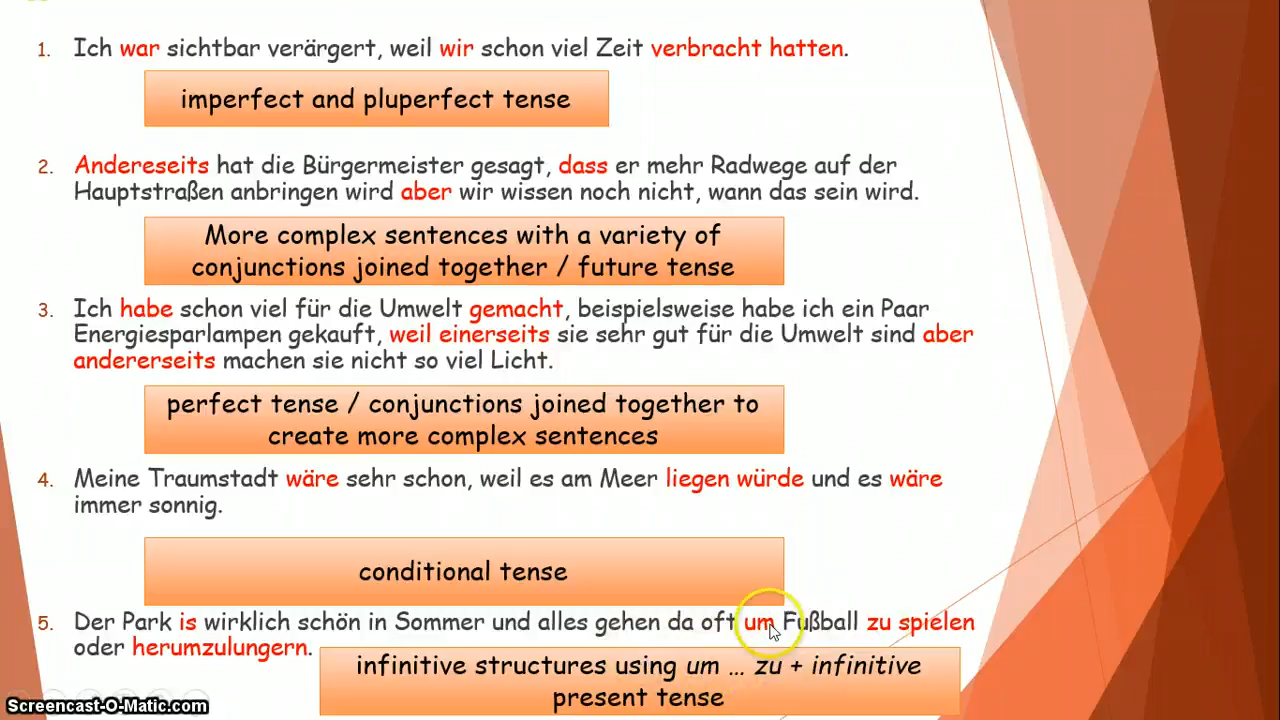 1. Ich war sichtbar verärgert, weil wir schon viel Zeit verbracht hatten.
imperfect and pluperfect tense
2. Andereseits hat die Bürgermeister gesagt, dass er mehr Radwege auf der
Hauptstraßen anbringen wird aber wir wissen noch nicht, wann das sein wird.
More complex sentences with a variety of
conjunctions joined together / future tense
3. Ich habe schon viel für die Umwelt gemacht, beispielsweise habe ich ein Paar
Energiesparlampen gekauft, weil einerseits sie sehr gut für die Umwelt sind aber
andererseits machen sie nicht so viel Licht.
perfect tense / conjunctions joined together to
create more complex sentences
4. Meine Traumstadt wäre sehr schon, weil es am Meer liegen würde und es wäre
immer sonnig.
conditional tense
5. Der Park is wirklich schön in Sommer und alles gehen da oft um Fußball zu spielen
oder herumzulungern.
infinitive structures using um ... zu + infinitive
present tense
Screencast-O-Matic.com